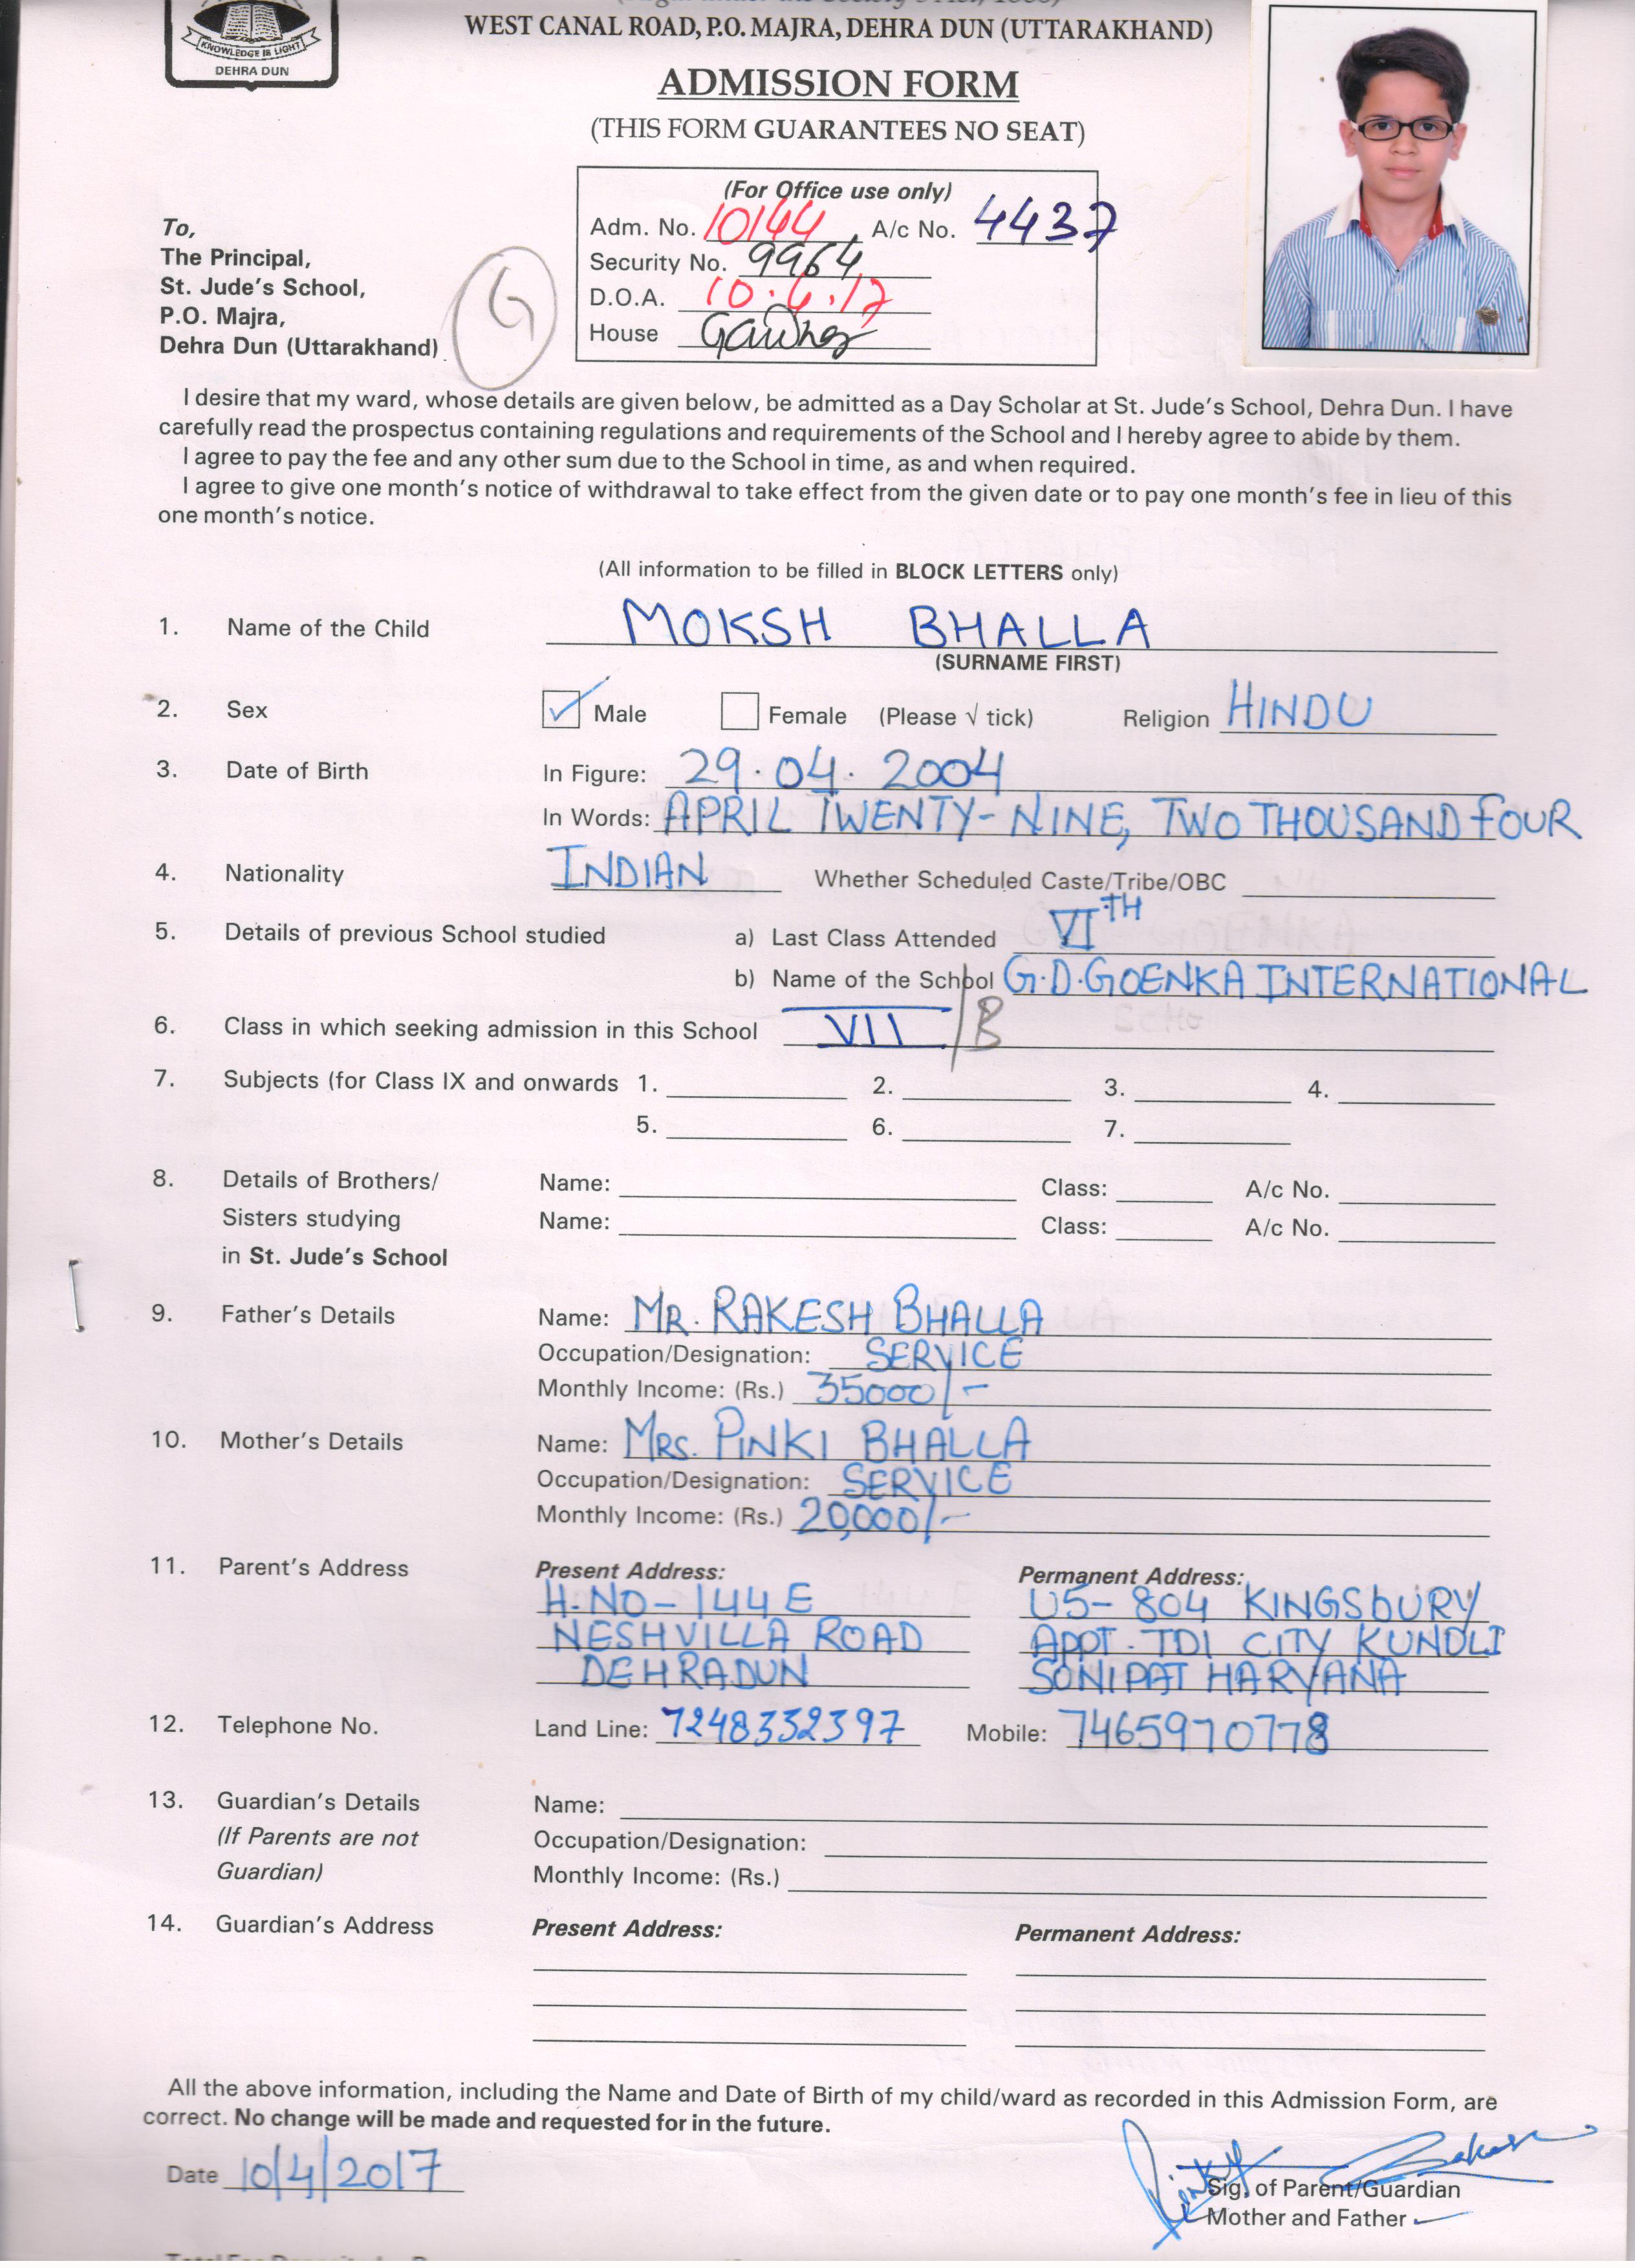 KNOWLEDGE IS LIGHT
DEHRA DUN
WEST CANAL ROAD, P.O. MAJRA, DEHRA DUN (UTTARAKHAND)
ADMISSION FORM
(THIS FORM GUARANTEES NO SEAT)
(For Office use only)
Adm. No. 10144 A/c No. 4437
Security No. 9964
D.O.A. 10.4.17
House
To,
The Principal,
St. Jude's School,
P.O. Majra,
Dehra Dun (Uttarakhand)
G
I desire that my ward, whose details are given below, be admitted as a Day Scholar at St. Jude's School, Dehra Dun. I have
carefully read the prospectus containing regulations and requirements of the School and I hereby agree to abide by them.
I agree to pay the fee and any other sum due to the School in time, as and when required.
I agree to give one month's notice of withdrawal to take effect from the given date or to pay one month's fee in lieu of this
one month's notice.
(All information to be filled in BLOCK LETTERS only)
1. Name of the Child MOKSH BHALLA
(SURNAME FIRST)
2. Sex ✓ Male Female (Please √ tick) Religion HINDU
3. Date of Birth In Figure: 29.04.2004
In Words: APRIL TWENTY-NINE, TWO THOUSAND FOUR
4. Nationality INDIAN Whether Scheduled Caste/Tribe/OBC
5. Details of previous School studied a) Last Class Attended VITH
b) Name of the School G.D.GOENKA INTERNATIONAL
6. Class in which seeking admission in this School VII/B
7. Subjects (for Class IX and onwards 1. 2. 3. 4.
5. 6. 7.
8. Details of Brothers/ Name: Class: A/c No.
Sisters studying Name: Class: A/c No.
in St. Jude's School
9. Father's Details Name: MR. RAKESH BHALLA
Occupation/Designation: SERVICE
Monthly Income: (Rs.) 35000/-
10. Mother's Details Name: MRS. PINKI BHALLA
Occupation/Designation: SERVICE
Monthly Income: (Rs.) 20,000/-
11. Parent's Address Present Address: Permanent Address:
H.NO-144E U5-804 KINGSbURY
NESHVILLA ROAD APPT. TDI CITY KUNDLI
DEHRADUN SONIPAT HARYANA
12. Telephone No. Land Line: 7248332397 Mobile: 7465970778
13. Guardian's Details Name:
(If Parents are not Occupation/Designation:
Guardian) Monthly Income: (Rs.)
14. Guardian's Address Present Address: Permanent Address:
All the above information, including the Name and Date of Birth of my child/ward as recorded in this Admission Form, are
correct. No change will be made and requested for in the future.
Date 10/4/2017
Sig. of Parent/Guardian
Mother and Father